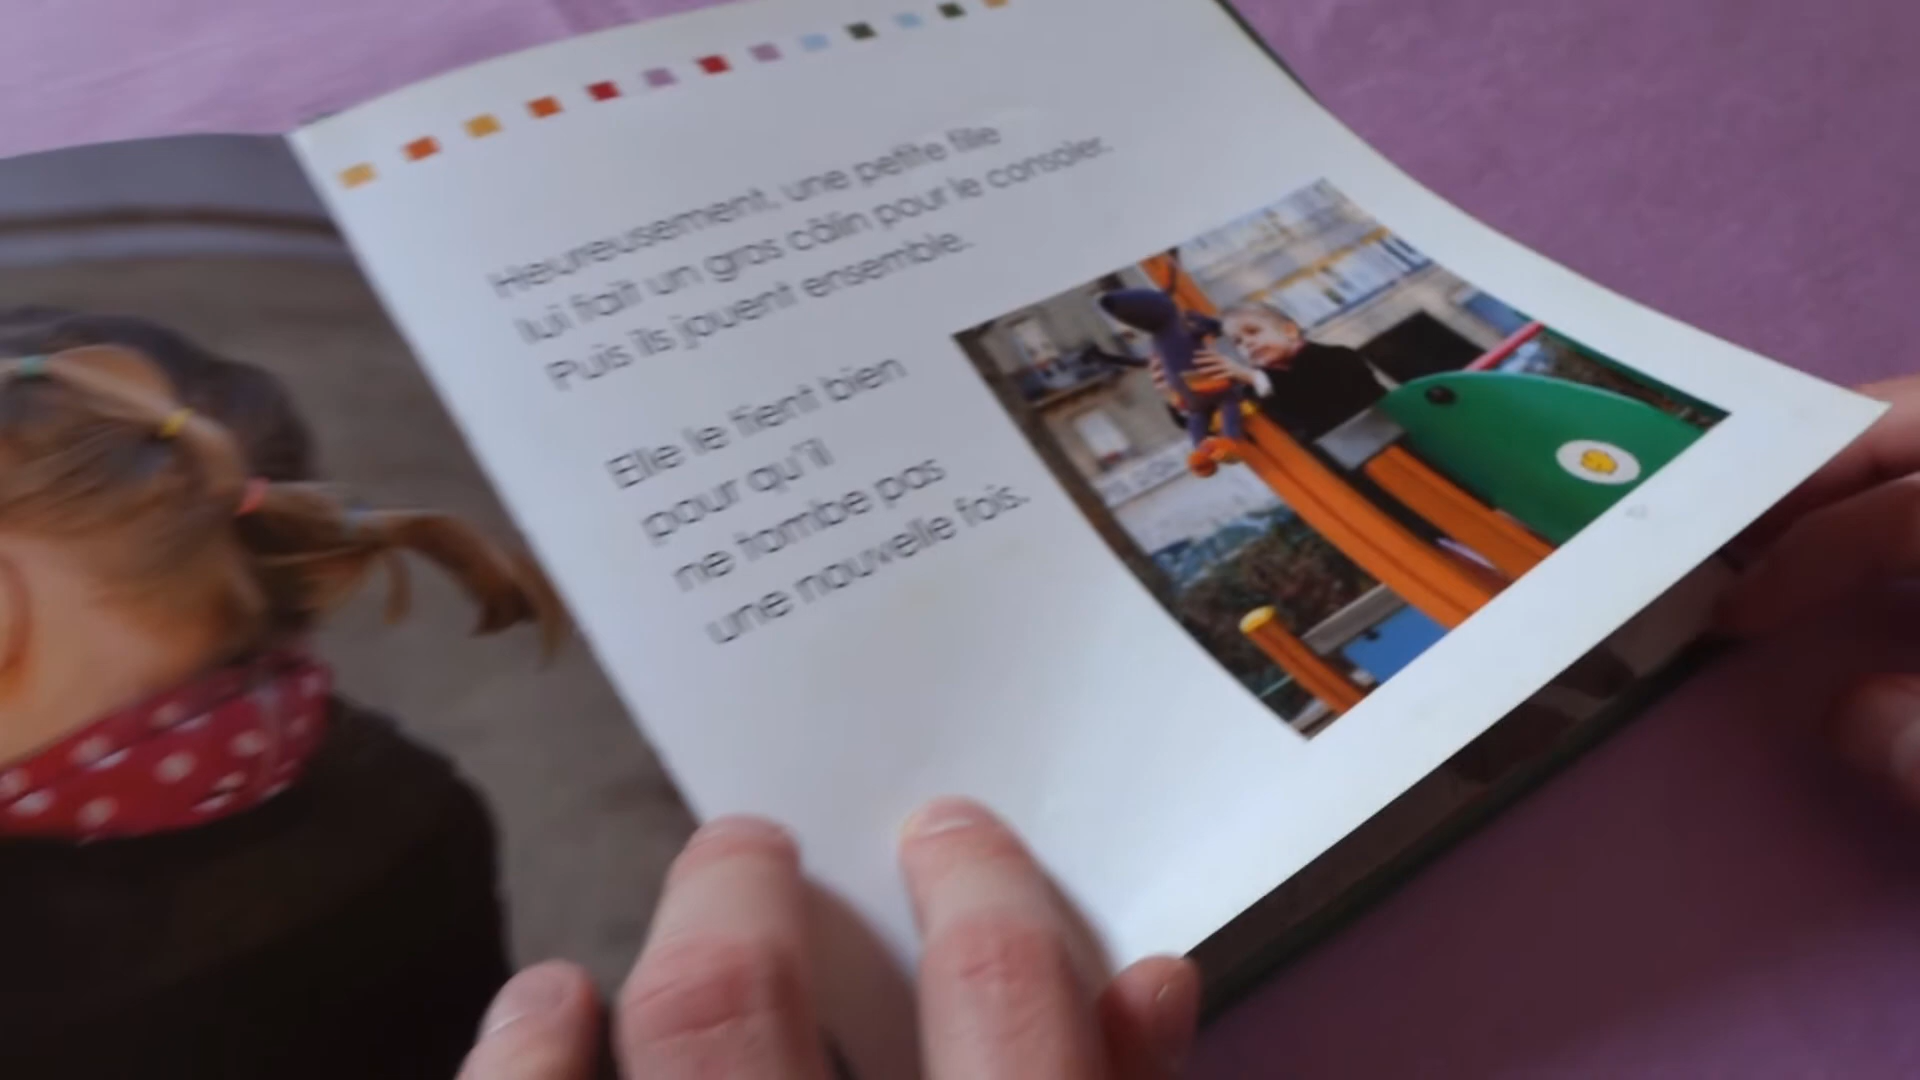 Heureusement, une petite fille
lui fait un gros câlin pour le consoler.
Puis ils jouent ensemble.
Elle le tient bien
pour qu'il
ne tombe pas
une nouvelle fois.